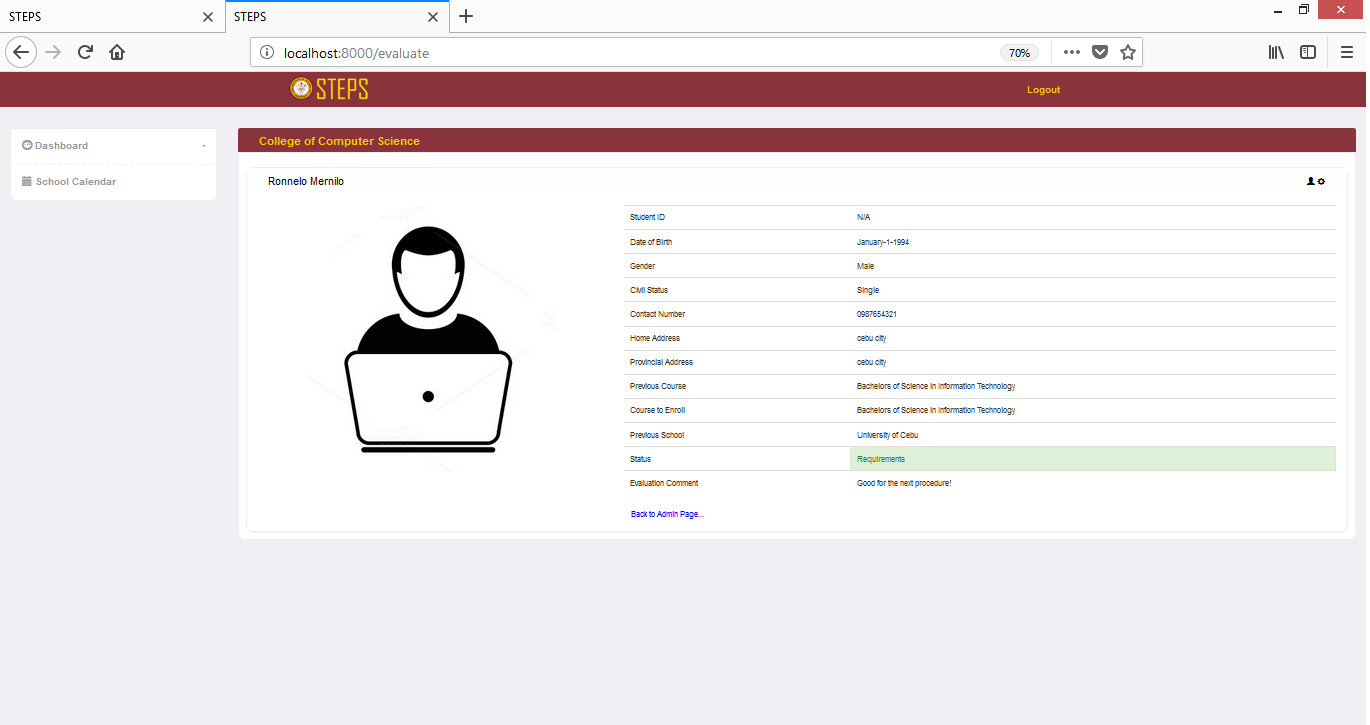 STEPS
STEPS
localhost:8000/evaluate
70%
STEPS
Logout
Dashboard
School Calendar
College of Computer Science
Ronnelo Mernilo
Student ID N/A
Date of Birth January-1-1994
Gender Male
Civil Status Single
Contact Number 0987654321
Home Address cebu city
Provincial Address cebu city
Previous Course Bachelors of Science in Information Technology
Course to Enroll Bachelors of Science in Information Technology
Previous School University of Cebu
Status Requirements
Evaluation Comment Good for the next procedure!
Back to Admin Page...